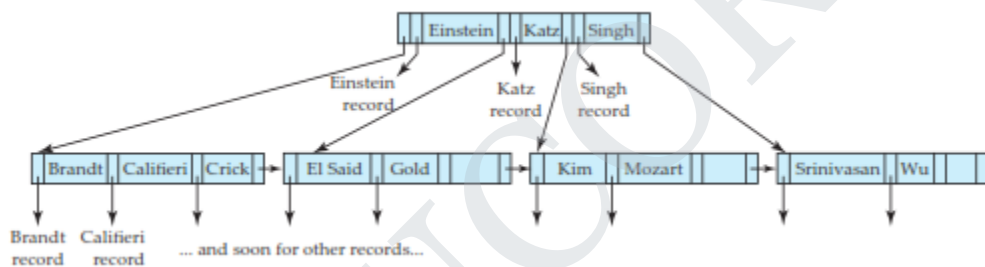 Einstein Katz Singh
Einstein record
Katz record
Singh record
Brandt Califieri Crick El Said Gold Kim Mozart Srinivasan Wu
Brandt record
Califieri record
... and soon for other records...